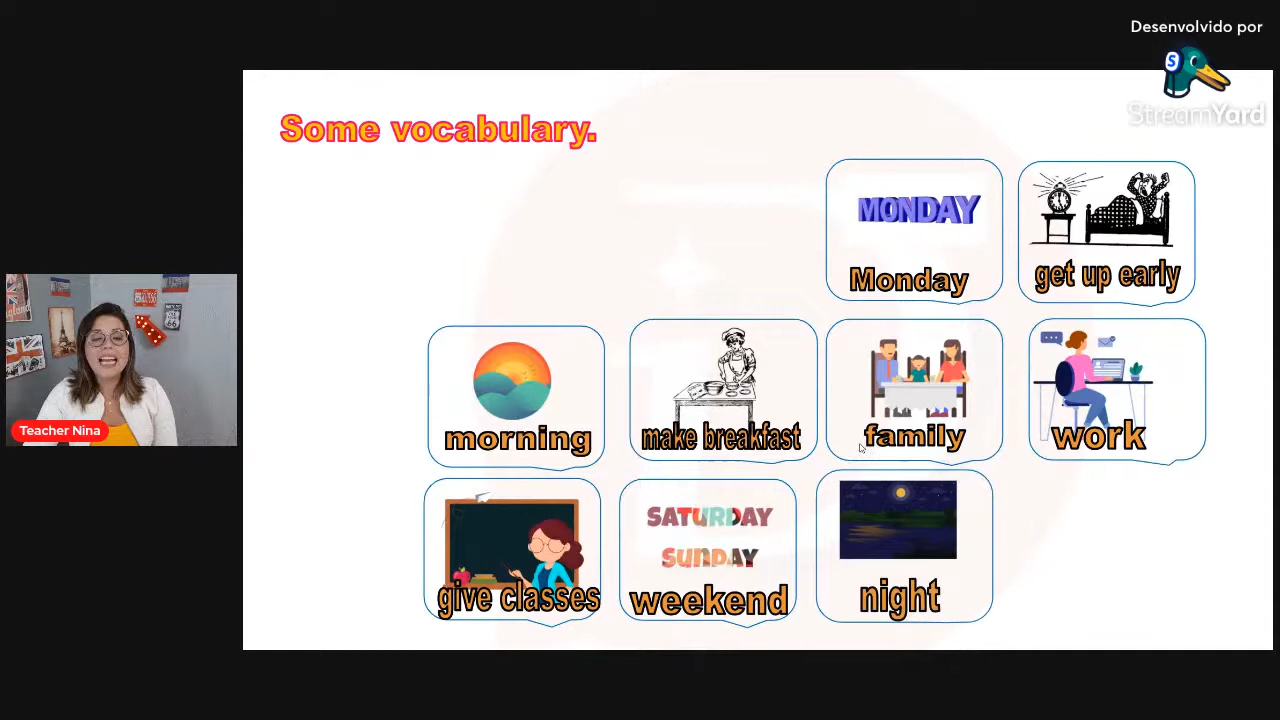 Desenvolvido por
S
StreamYard
Some vocabulary.
MONDAY
Monday
get up early
morning
make breakfast
family
work
give classes
SATURDAY
SUNDAY
weekend
night
Teacher Nina
66